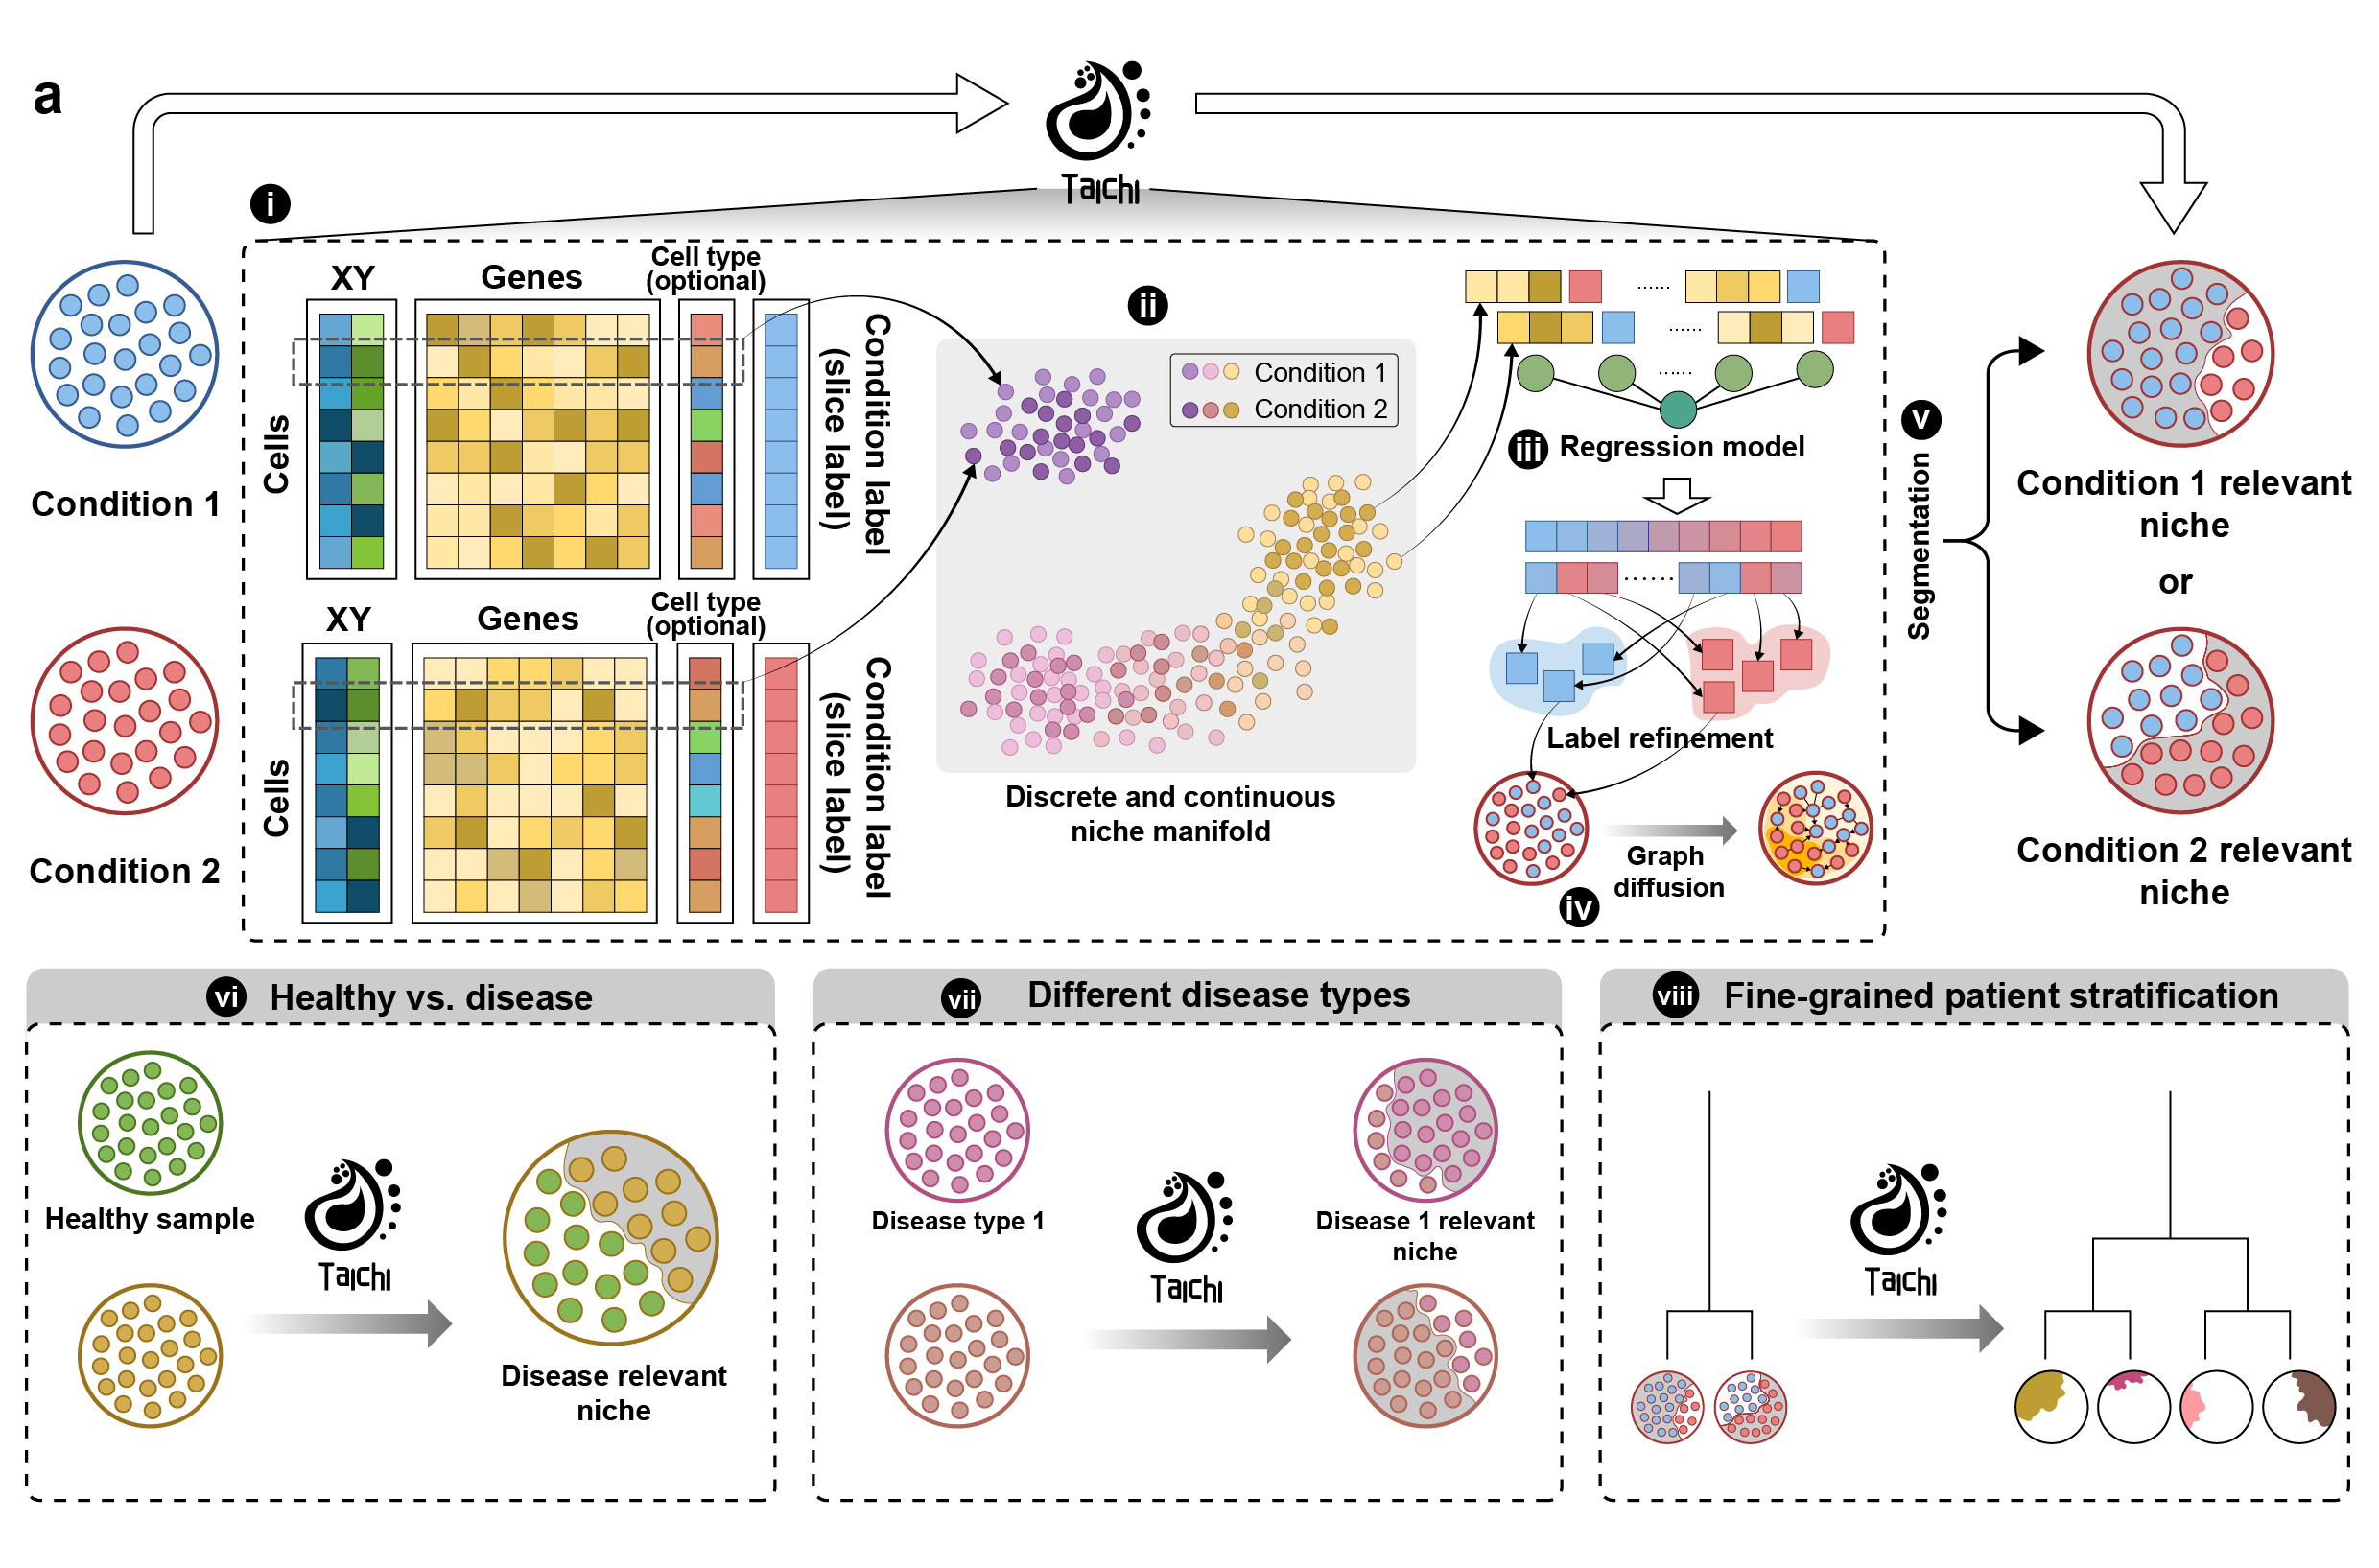 a
Taichi
i
XY
Genes
Cell type
(optional)
Cells
Condition label
(slice label)
Condition 1
XY
Genes
Cell type
(optional)
Cells
Condition label
(slice label)
Condition 2
ii
Condition 1
Condition 2
Discrete and continuous
niche manifold
......
......
......
iii Regression model
.......
Label refinement
Graph
diffusion
iv
v
Segmentation
Condition 1 relevant
niche
or
Condition 2 relevant
niche
vi Healthy vs. disease
Healthy sample
Taichi
Disease relevant
niche
vii Different disease types
Disease type 1
Taichi
Disease 1 relevant
niche
viii Fine-grained patient stratification
Taichi